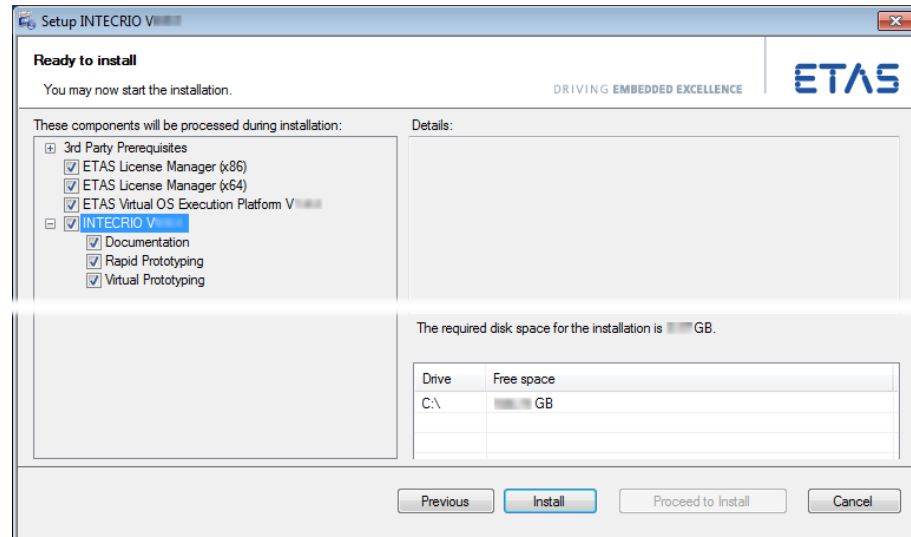 Setup INTECRIO V
Ready to install
You may now start the installation.
DRIVING EMBEDDED EXCELLENCE
ETAS
These components will be processed during installation:
Details:
3rd Party Prerequisites
ETAS License Manager (x86)
ETAS License Manager (x64)
ETAS Virtual OS Execution Platform V
INTECRIO V
Documentation
Rapid Prototyping
Virtual Prototyping
The required disk space for the installation is GB.
Drive Free space
C:\ GB
Previous Install Proceed to Install Cancel